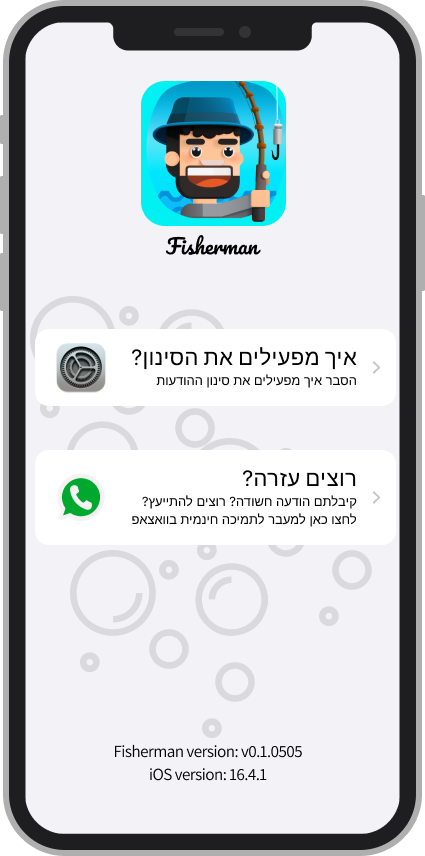 Fisherman
איך מפעילים את הסינון?
הסבר איך מפעילים את סינון ההודעות
רוצים עזרה?
קיבלתם הודעה חשודה? רוצים להתייעץ?
לחצו כאן למעבר לתמיכה חינמית בוואצאפ
Fisherman version: v0.1.0505
iOS version: 16.4.1